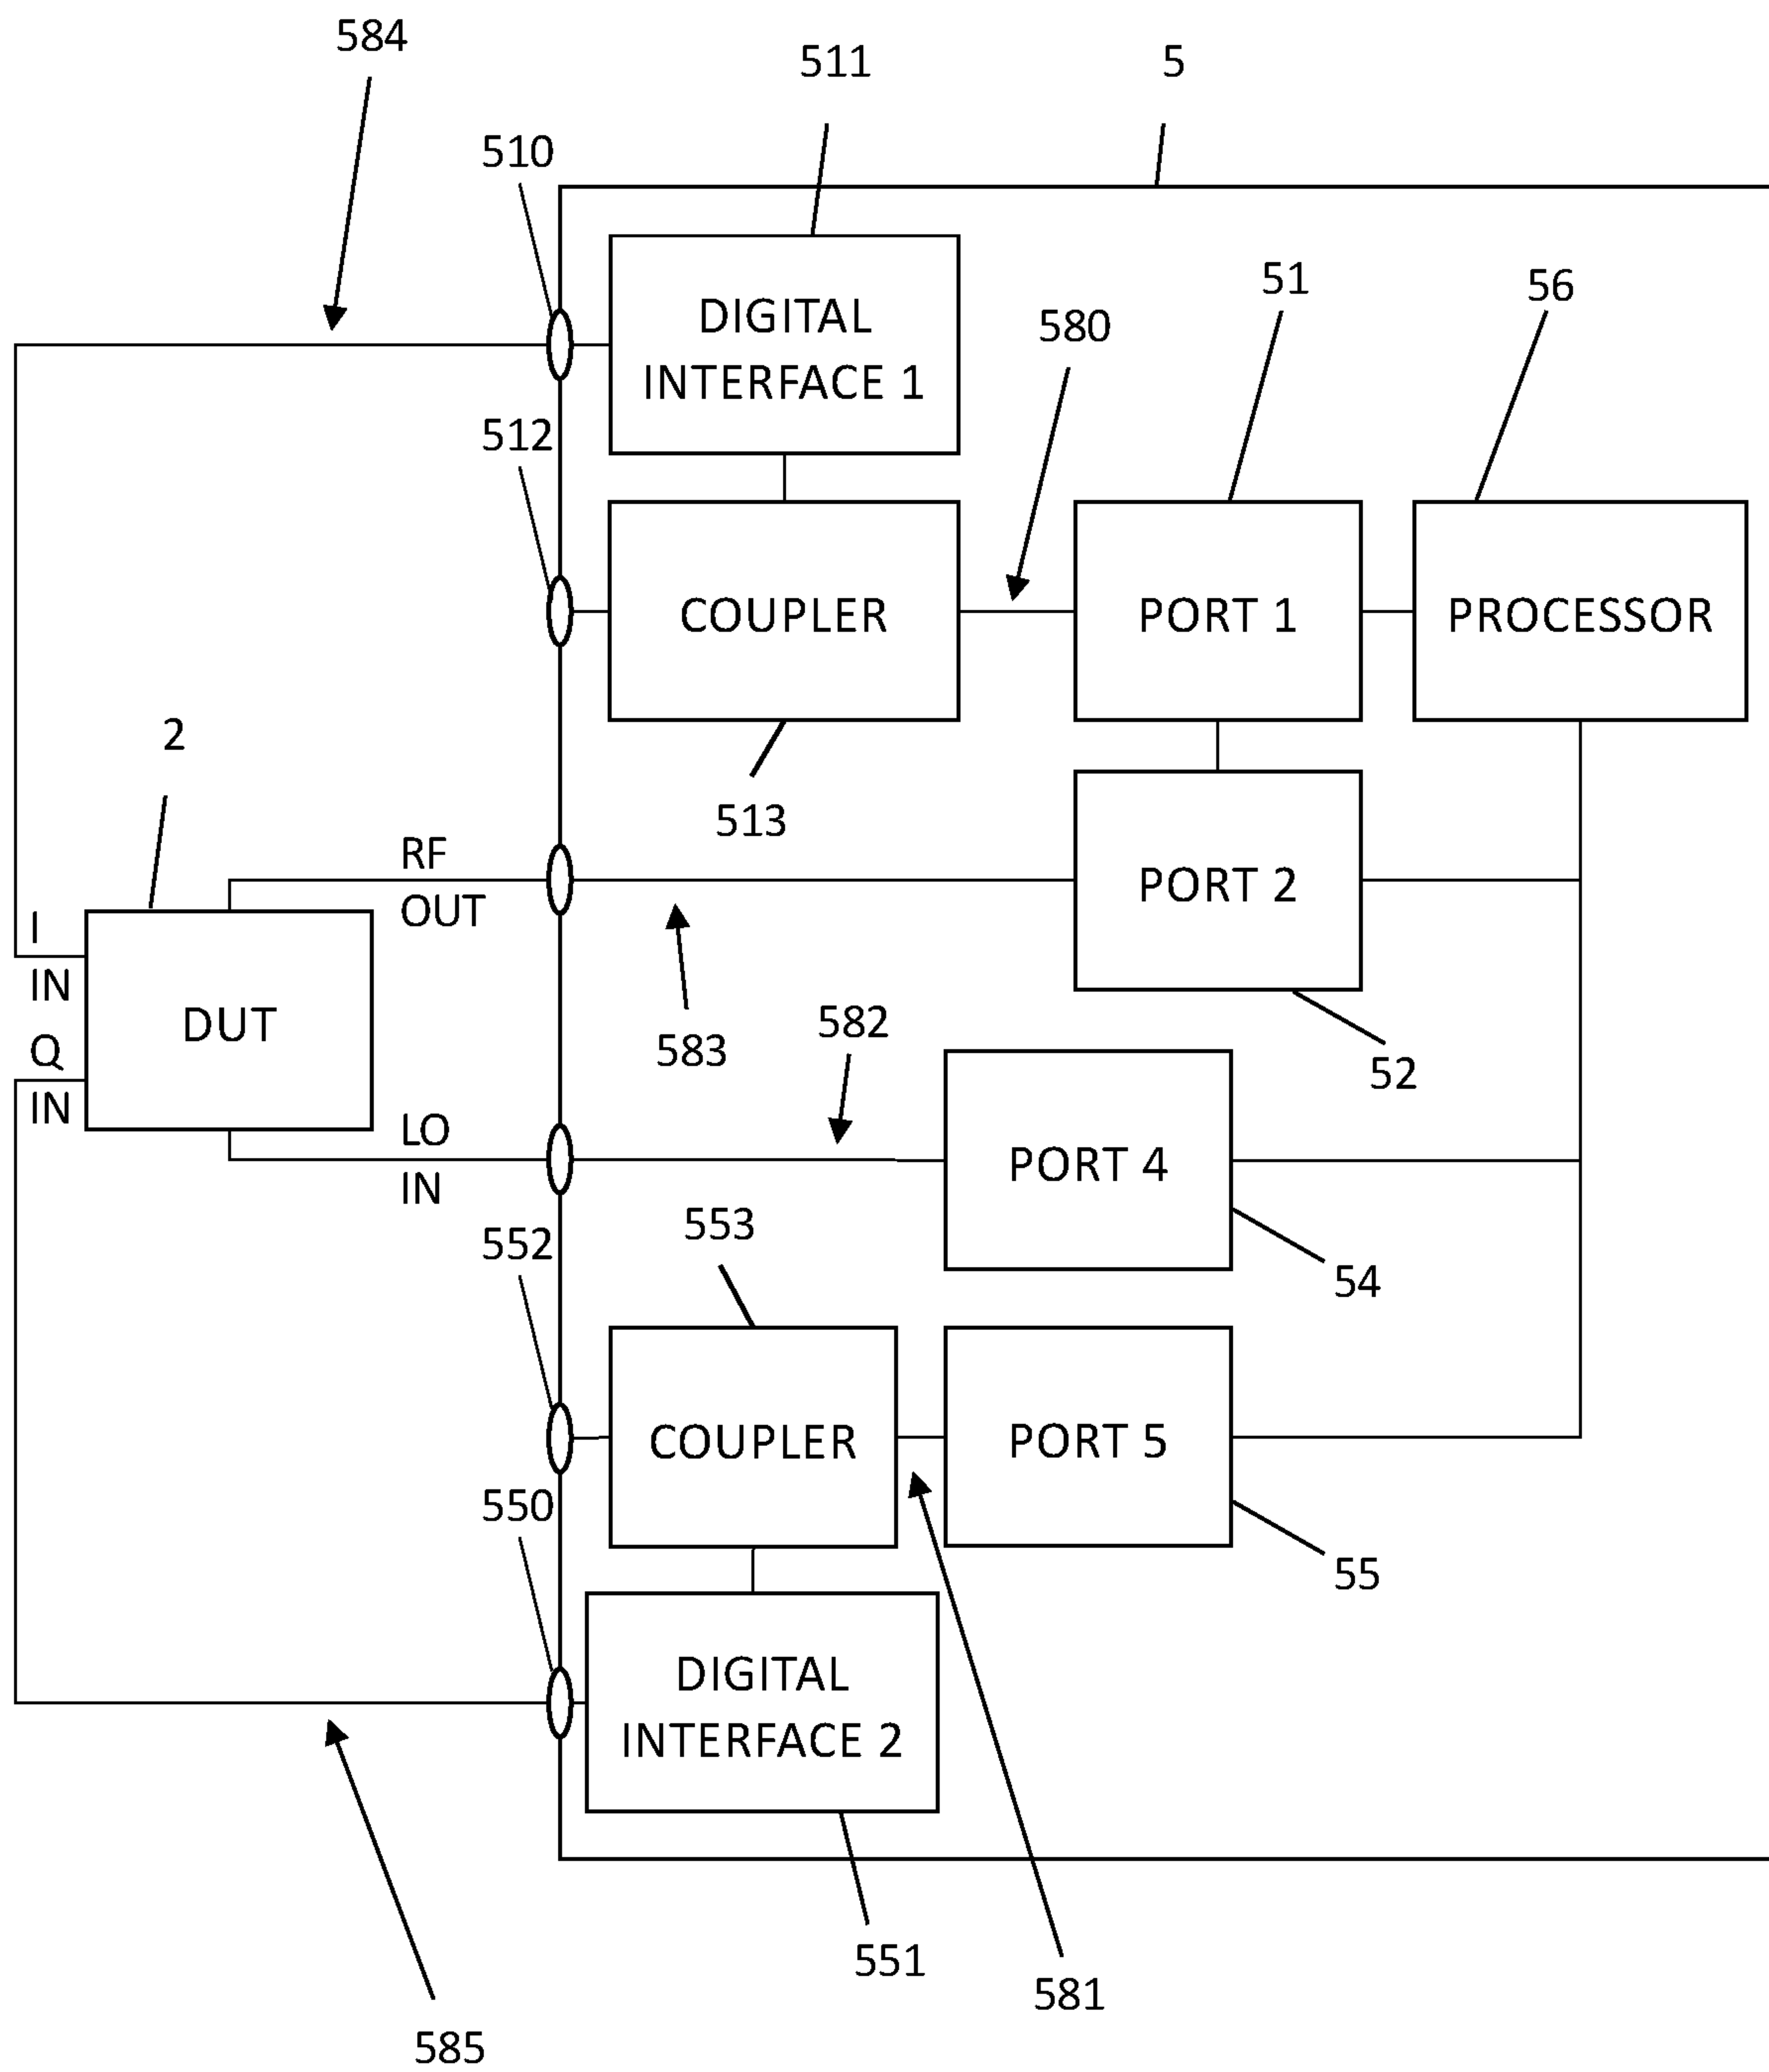 584
511
5
510
51
56
580
DIGITAL
INTERFACE 1
512
COUPLER
PORT 1
PROCESSOR
2
513
RF
OUT
PORT 2
I
IN
DUT
Q
IN
583
582
52
LO
IN
PORT 4
553
552
54
COUPLER
PORT 5
550
55
DIGITAL
INTERFACE 2
551
581
585